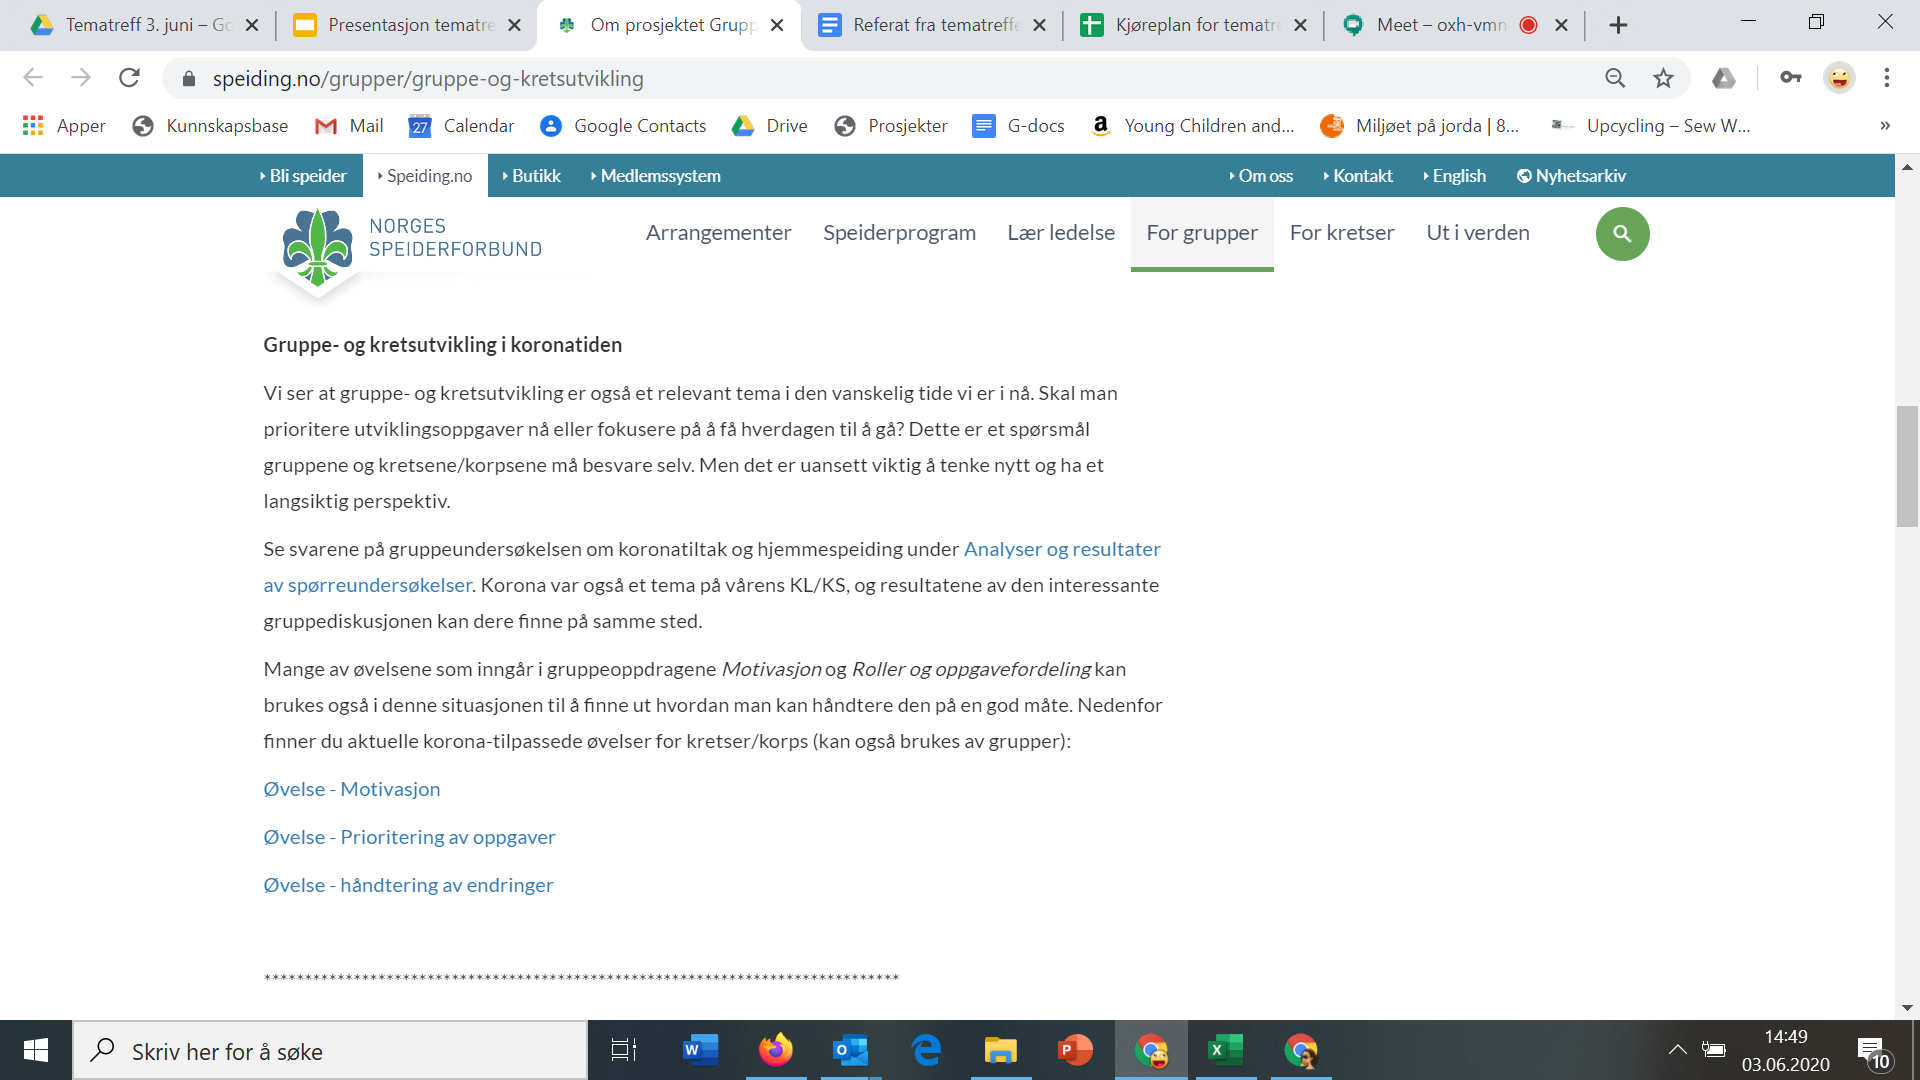 Tematreff 3. juni – Go
Presentasjon tematre
Om prosjektet Grupp
Referat fra tematreffe
Kjøreplan for tematre
Meet – oxh-vmn
speiding.no/grupper/gruppe-og-kretsutvikling
Apper
Kunnskapsbase
Mail
27
Calendar
Google Contacts
Drive
Prosjekter
G-docs
Young Children and...
Miljøet på jorda | 8...
Upcycling – Sew W...
»
Bli speider
Speiding.no
Butikk
Medlemssystem
Om oss
Kontakt
English
Nyhetsarkiv
NORGES
SPEIDERFORBUND
Arrangementer
Speiderprogram
Lær ledelse
For grupper
For kretser
Ut i verden
Gruppe- og kretsutvikling i koronatiden
Vi ser at gruppe- og kretsutvikling er også et relevant tema i den vanskelig tide vi er i nå. Skal man
prioritere utviklingsoppgaver nå eller fokusere på å få hverdagen til å gå? Dette er et spørsmål
gruppene og kretsene/korpsene må besvare selv. Men det er uansett viktig å tenke nytt og ha et
langsiktig perspektiv.
Se svarene på gruppeundersøkelsen om koronatiltak og hjemmespeiding under Analyser og resultater
av spørreundersøkelser. Korona var også et tema på vårens KL/KS, og resultatene av den interessante
gruppediskusjonen kan dere finne på samme sted.
Mange av øvelsene som inngår i gruppeoppdragene Motivasjon og Roller og oppgavefordeling kan
brukes også i denne situasjonen til å finne ut hvordan man kan håndtere den på en god måte. Nedenfor
finner du aktuelle korona-tilpassede øvelser for kretser/korps (kan også brukes av grupper):
Øvelse - Motivasjon
Øvelse - Prioritering av oppgaver
Øvelse - håndtering av endringer
******************************************************************************
Skriv her for å søke
14:49
03.06.2020
10